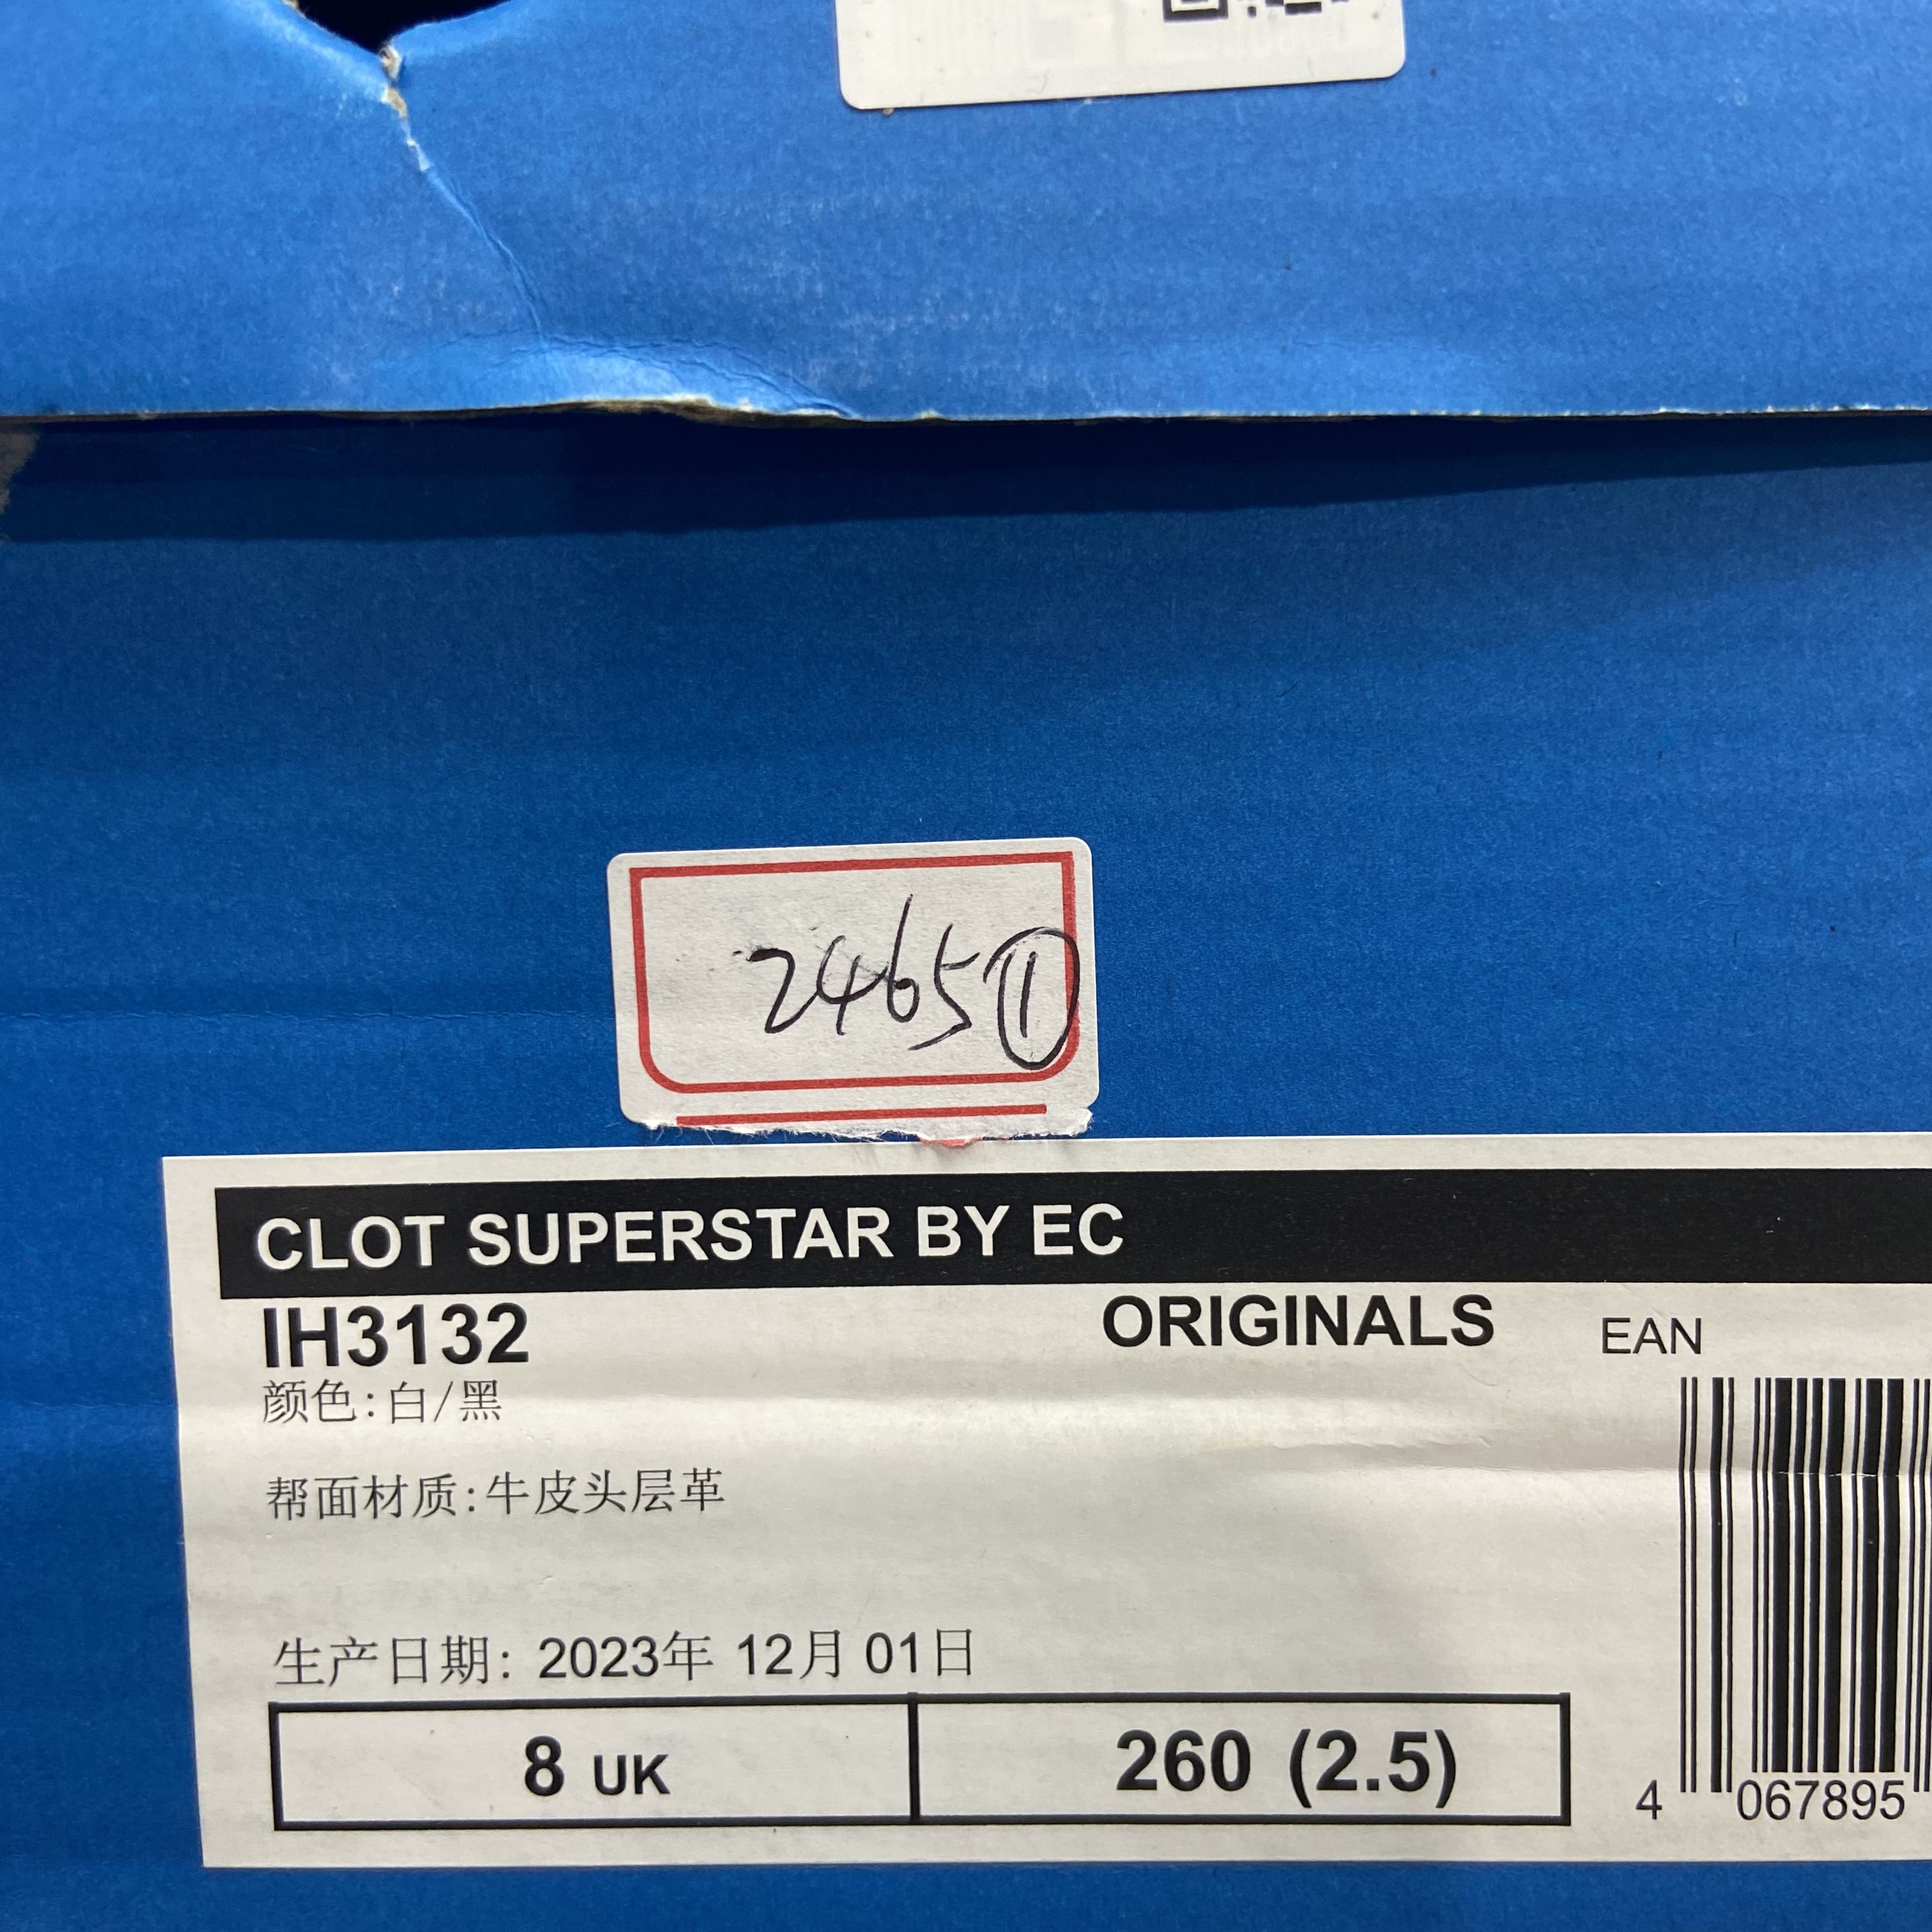 2465⑪
CLOT SUPERSTAR BY EC
IH3132 ORIGINALS EAN
颜色:白/黑
帮面材质:牛皮头层革
生产日期: 2023年 12月 01日
8 UK 260 (2.5)
4 067895